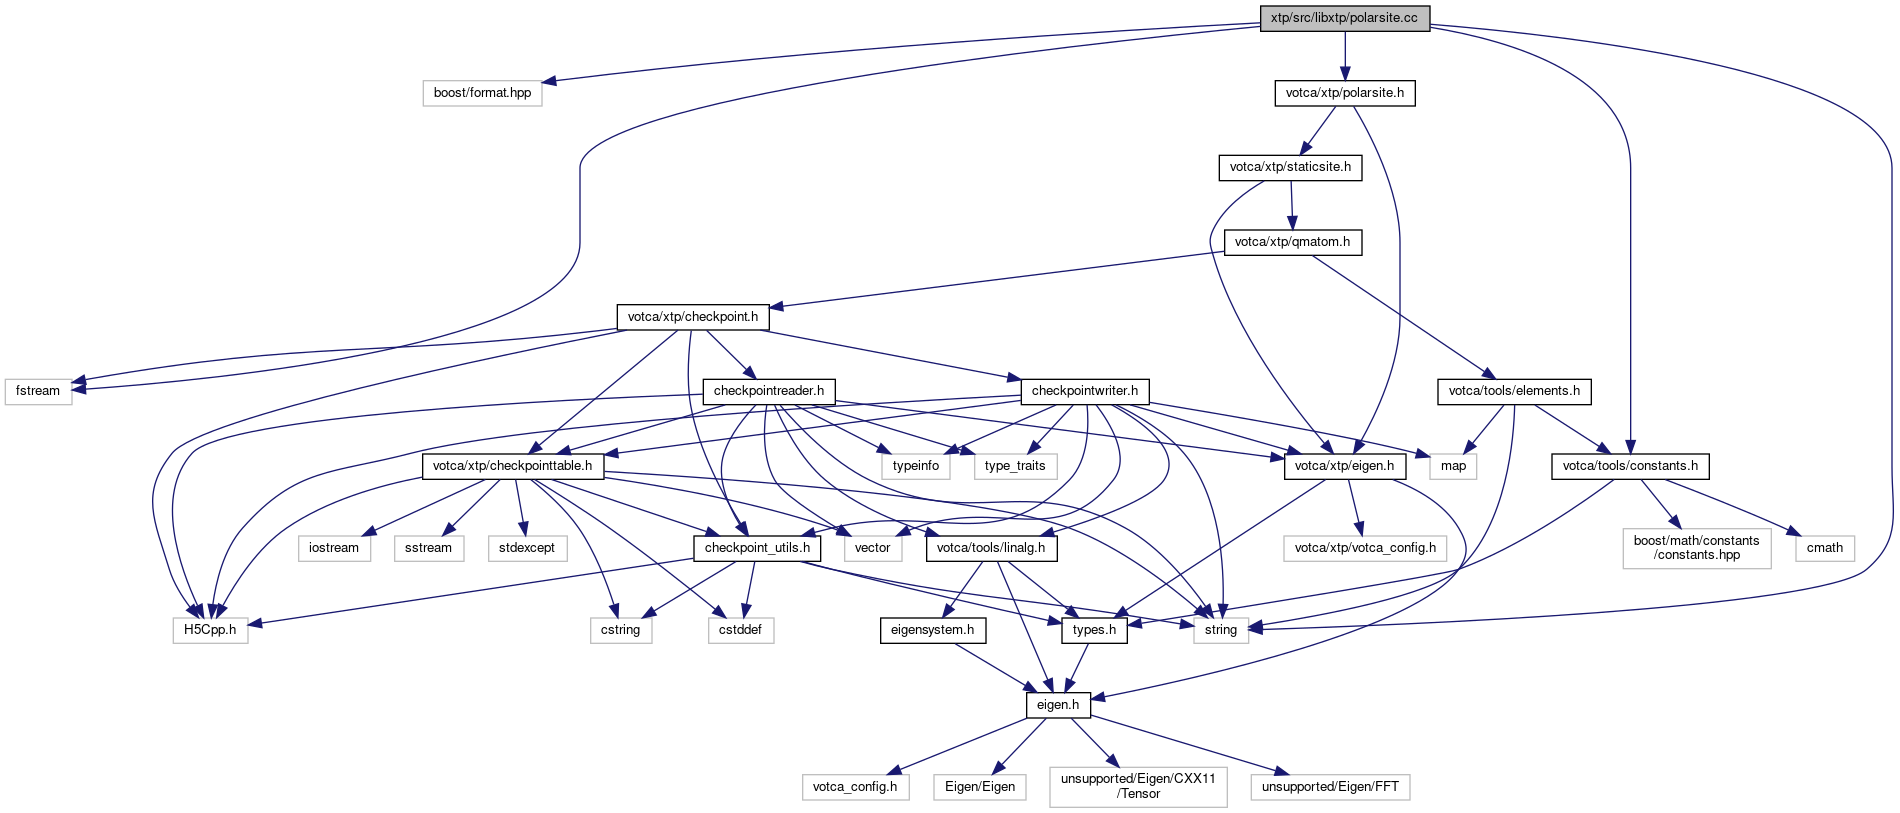 xtp/src/libxtp/polarsite.cc
boost/format.hpp
votca/xtp/polarsite.h
votca/xtp/staticsite.h
votca/xtp/qmatom.h
votca/xtp/checkpoint.h
fstream
checkpointreader.h
checkpointwriter.h
votca/tools/elements.h
votca/xtp/checkpointtable.h
typeinfo
type_traits
votca/xtp/eigen.h
map
votca/tools/constants.h
iostream
sstream
stdexcept
checkpoint_utils.h
vector
votca/tools/linalg.h
votca/xtp/votca_config.h
boost/math/constants
/constants.hpp
cmath
H5Cpp.h
cstring
cstddef
eigensystem.h
types.h
string
eigen.h
votca_config.h
Eigen/Eigen
unsupported/Eigen/CXX11
/Tensor
unsupported/Eigen/FFT